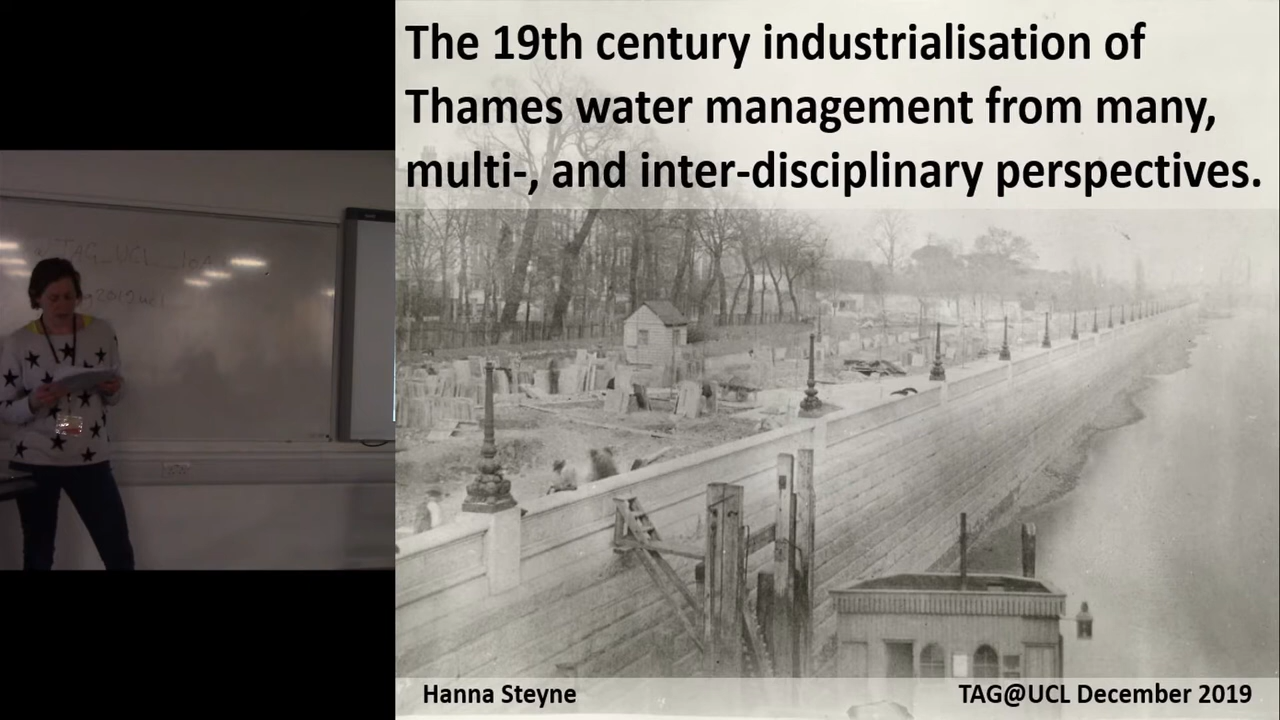 The 19th century industrialisation of
Thames water management from many,
multi-, and inter-disciplinary perspectives.
TAG_UCL
Hanna Steyne
TAG@UCL December 2019